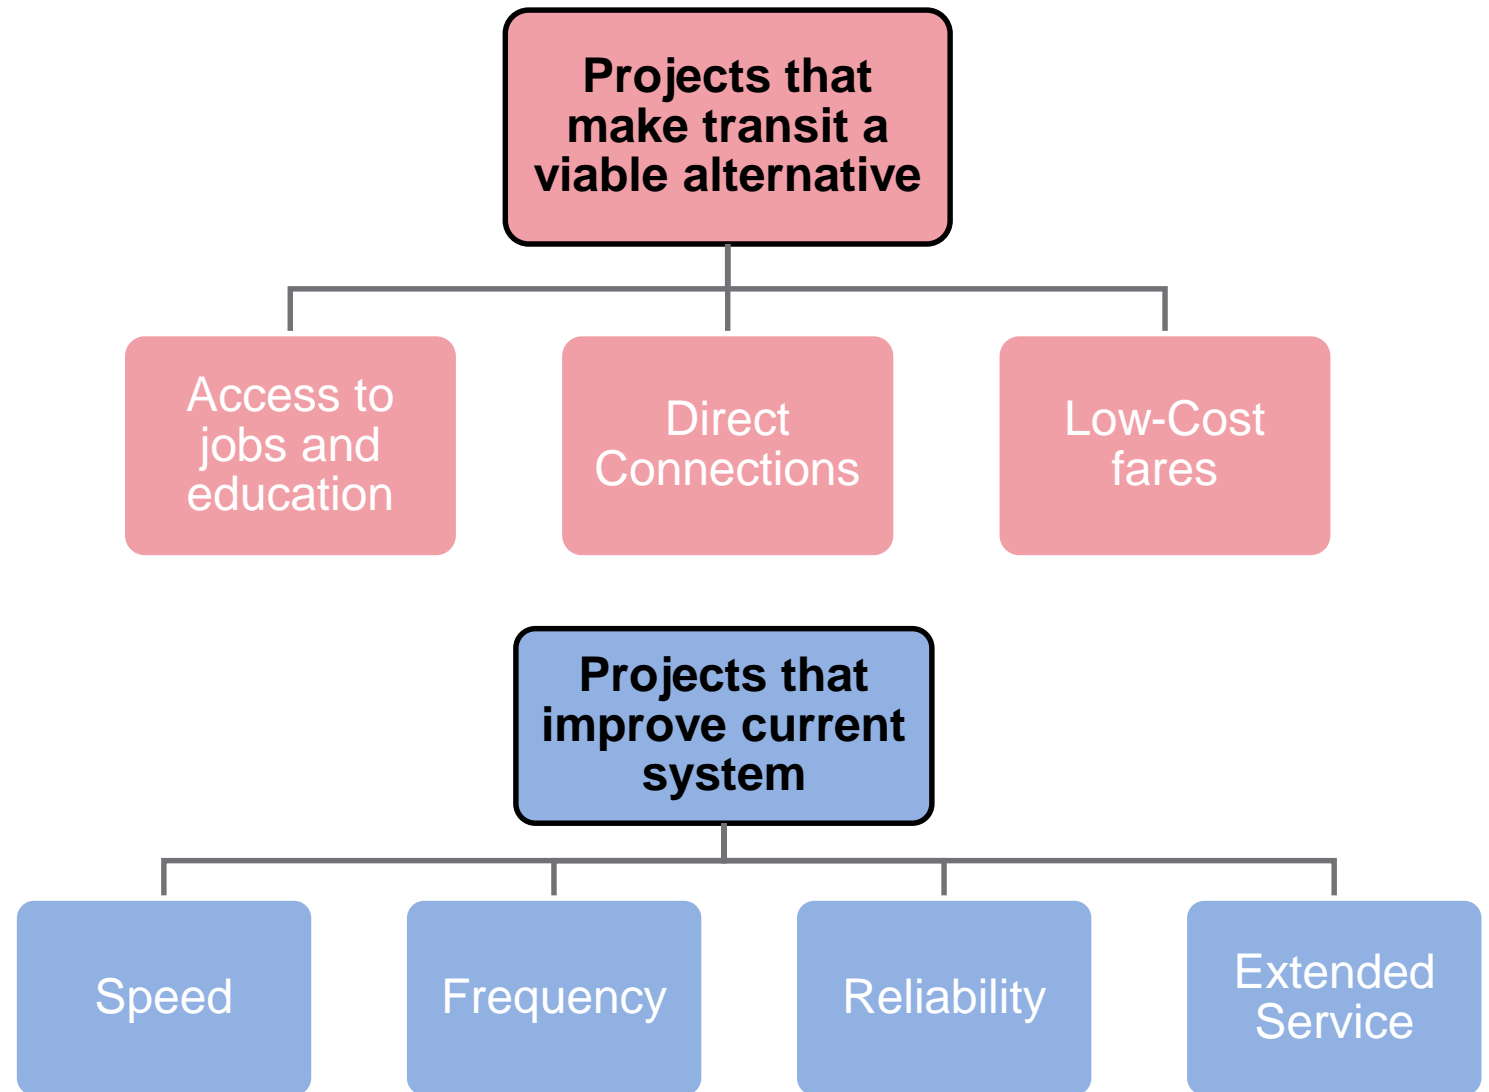 Projects that
make transit a
viable alternative
Access to
jobs and
education
Direct
Connections
Low-Cost
fares
Projects that
improve current
system
Speed
Frequency
Reliability
Extended
Service